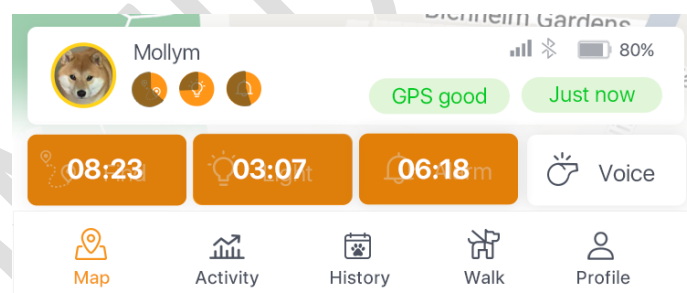 Blenheim Gardens
Mollym
80%
GPS good
Just now
08:23
03:07
06:18
Voice
Map
Activity
History
Walk
Profile